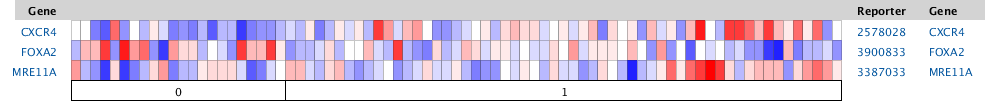 Gene Reporter Gene
CXCR4 2578028 CXCR4
FOXA2 3900833 FOXA2
MRE11A 3387033 MRE11A
0 1